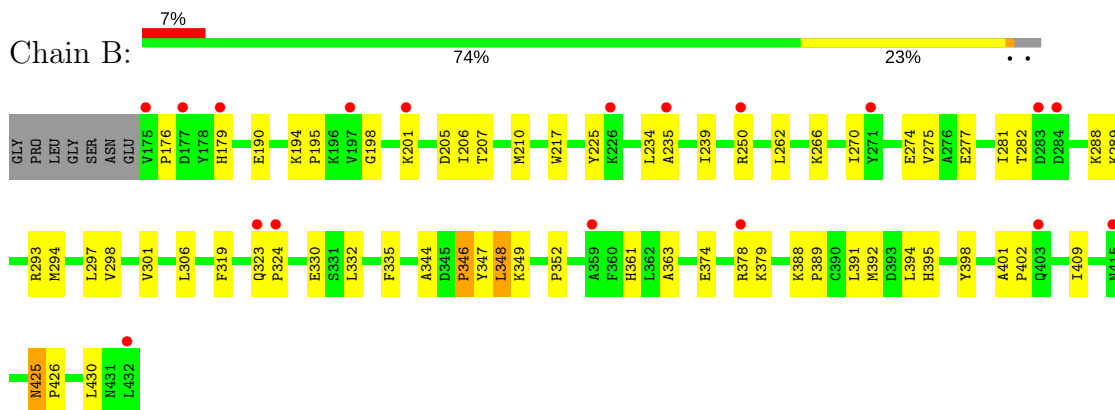 7%
Chain B:
74% 23% • •
GLY PRO LEU GLY SER ASN GLU V175 P176 D177 Y178 H179 E190 K194 P195 K196 V197 G198 K201 D205 I206 T207 M210 W217 Y225 K226 L234 A235 I239 R250 L262 K266 I270 Y271 E274 V275 A276 E277 I281 T282 D283 D284 K288
R293 M294 L297 V298 V301 L306 F319 Q323 P324 E330 S331 L332 F335 A344 D345 P346 Y347 L348 K349 P352 A359 F360 H361 L362 A363 E374 R378 K379 K388 P389 C390 L391 M392 D393 L394 H395 Y398 A401 P402 Q403 I409 N415
N425 P426 L430 N431 L432